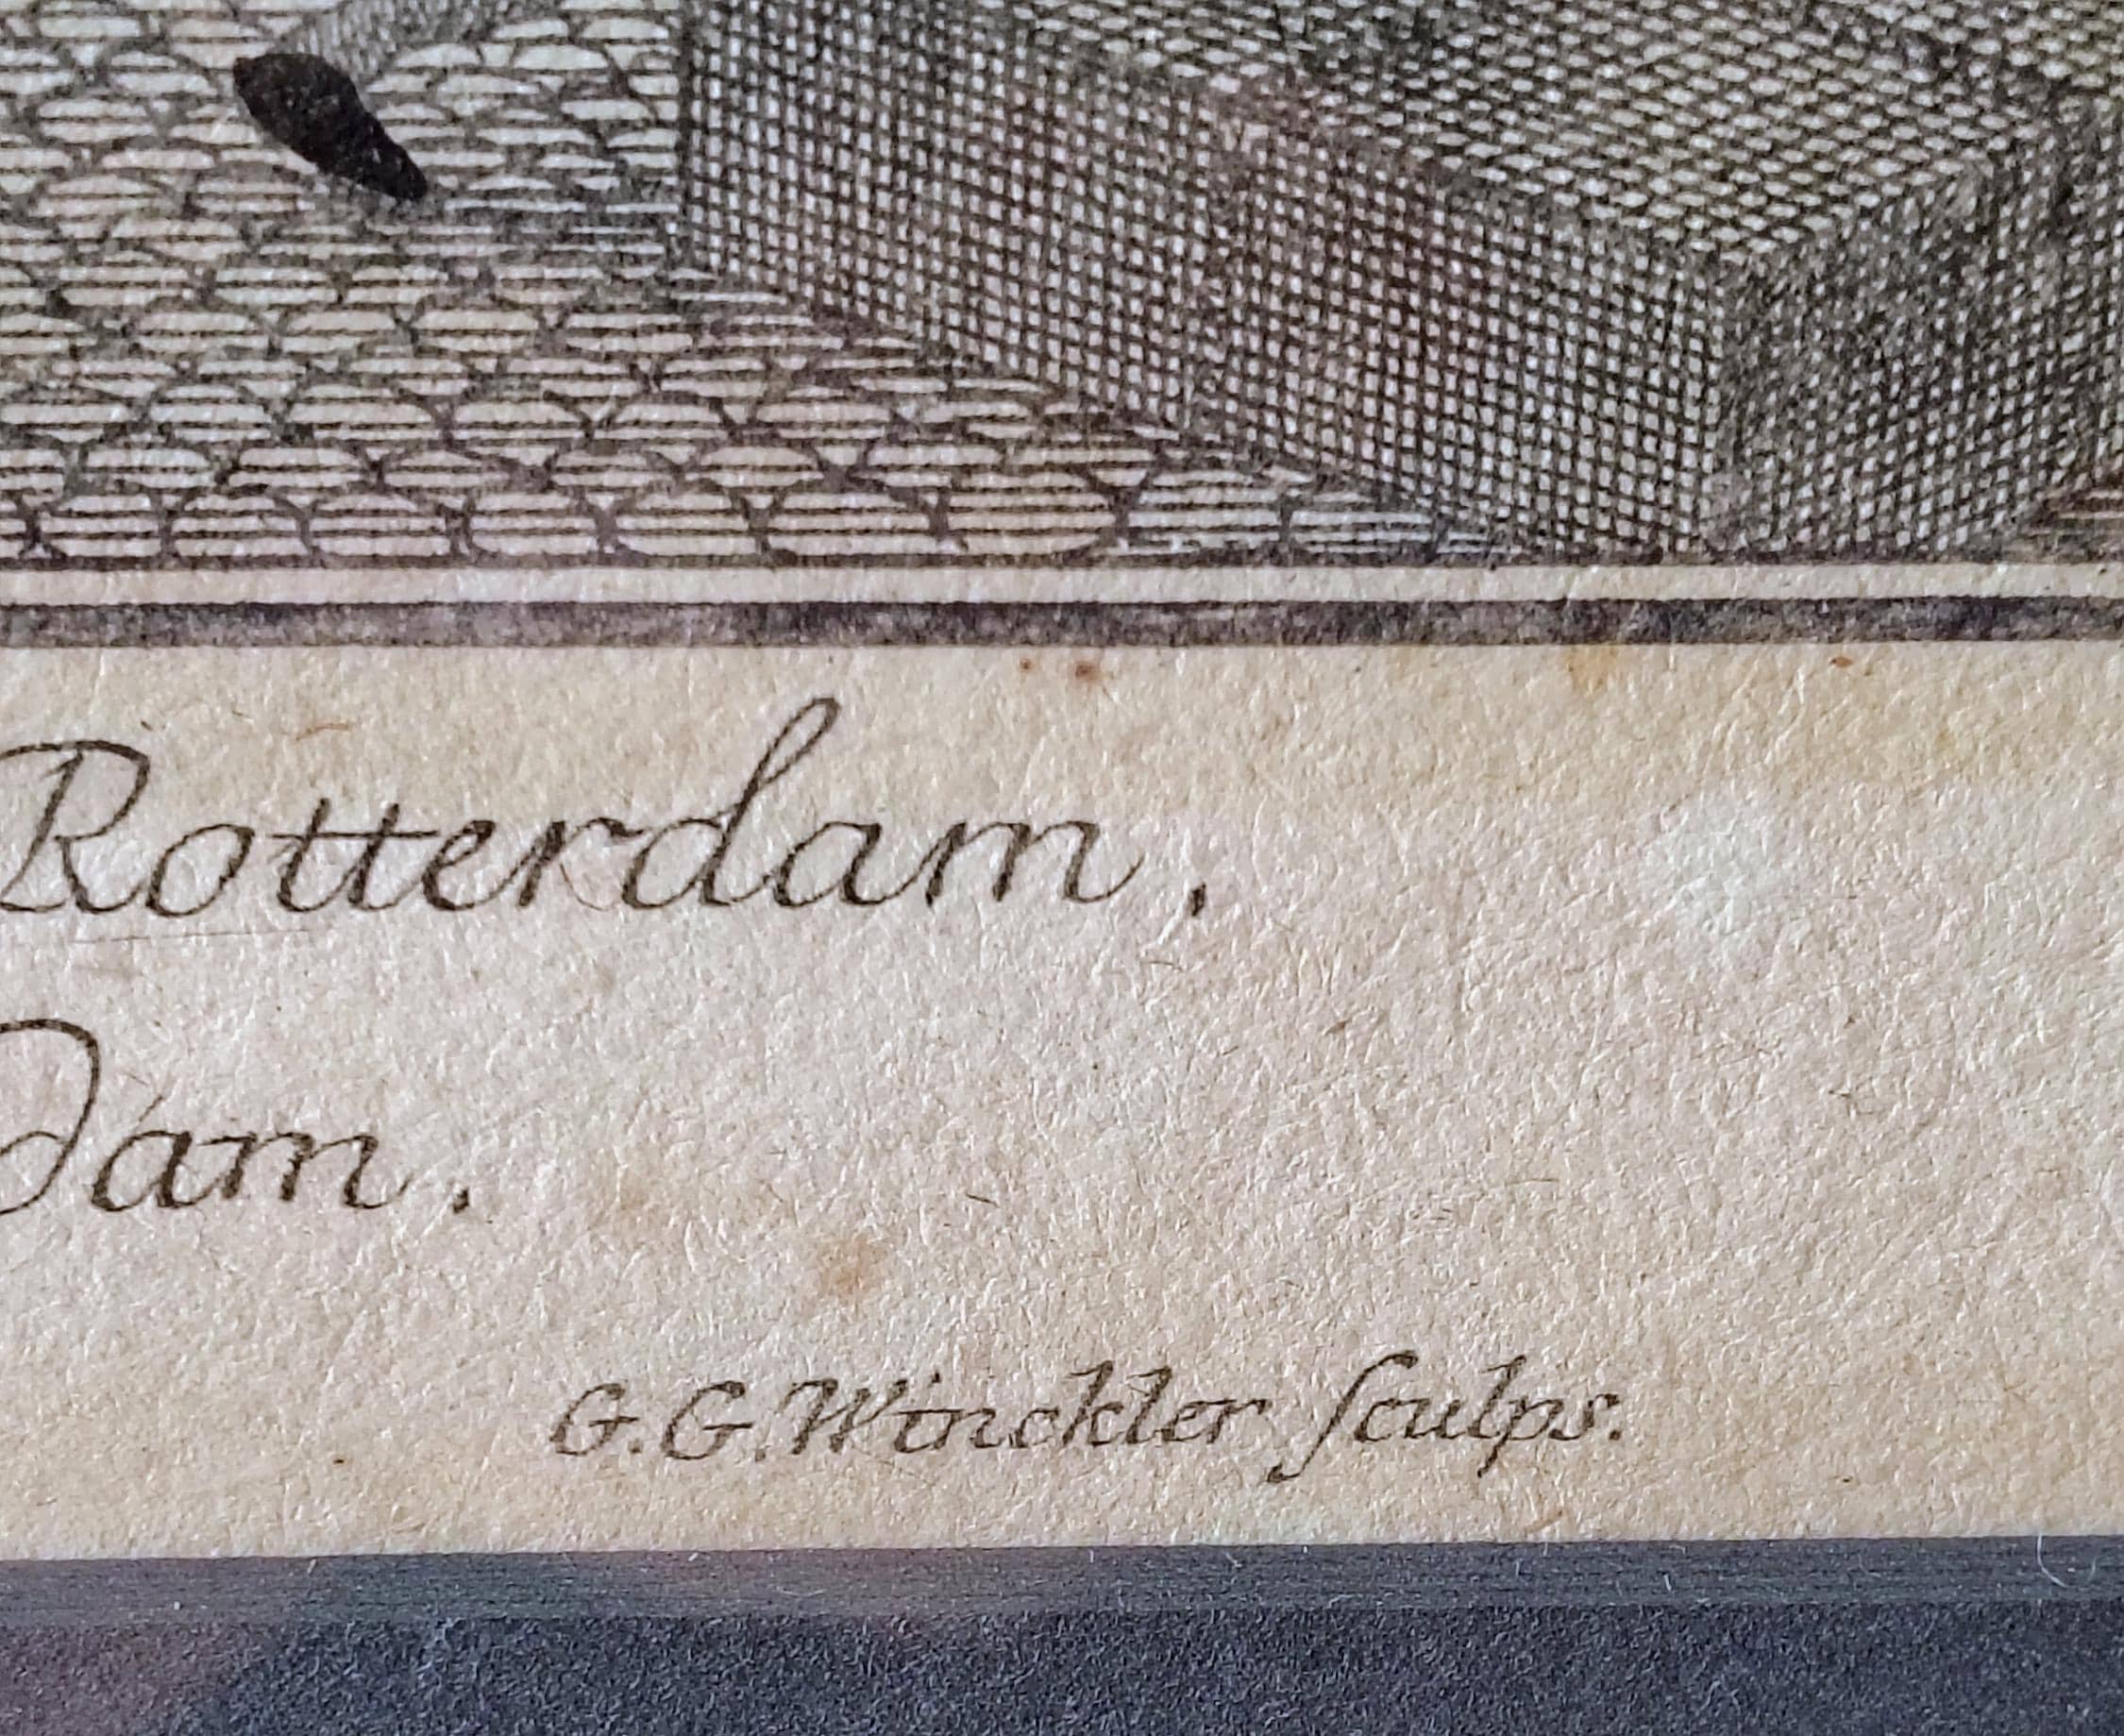 Rotterdam.
Dam.
G.G. Winckler ſculps.